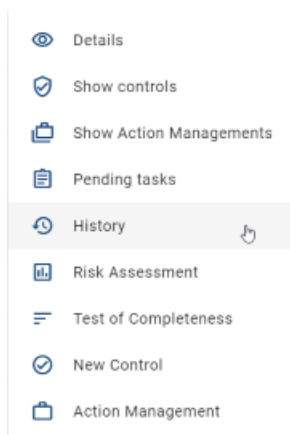 Details
Show controls
Show Action Managements
Pending tasks
History
Risk Assessment
Test of Completeness
New Control
Action Management